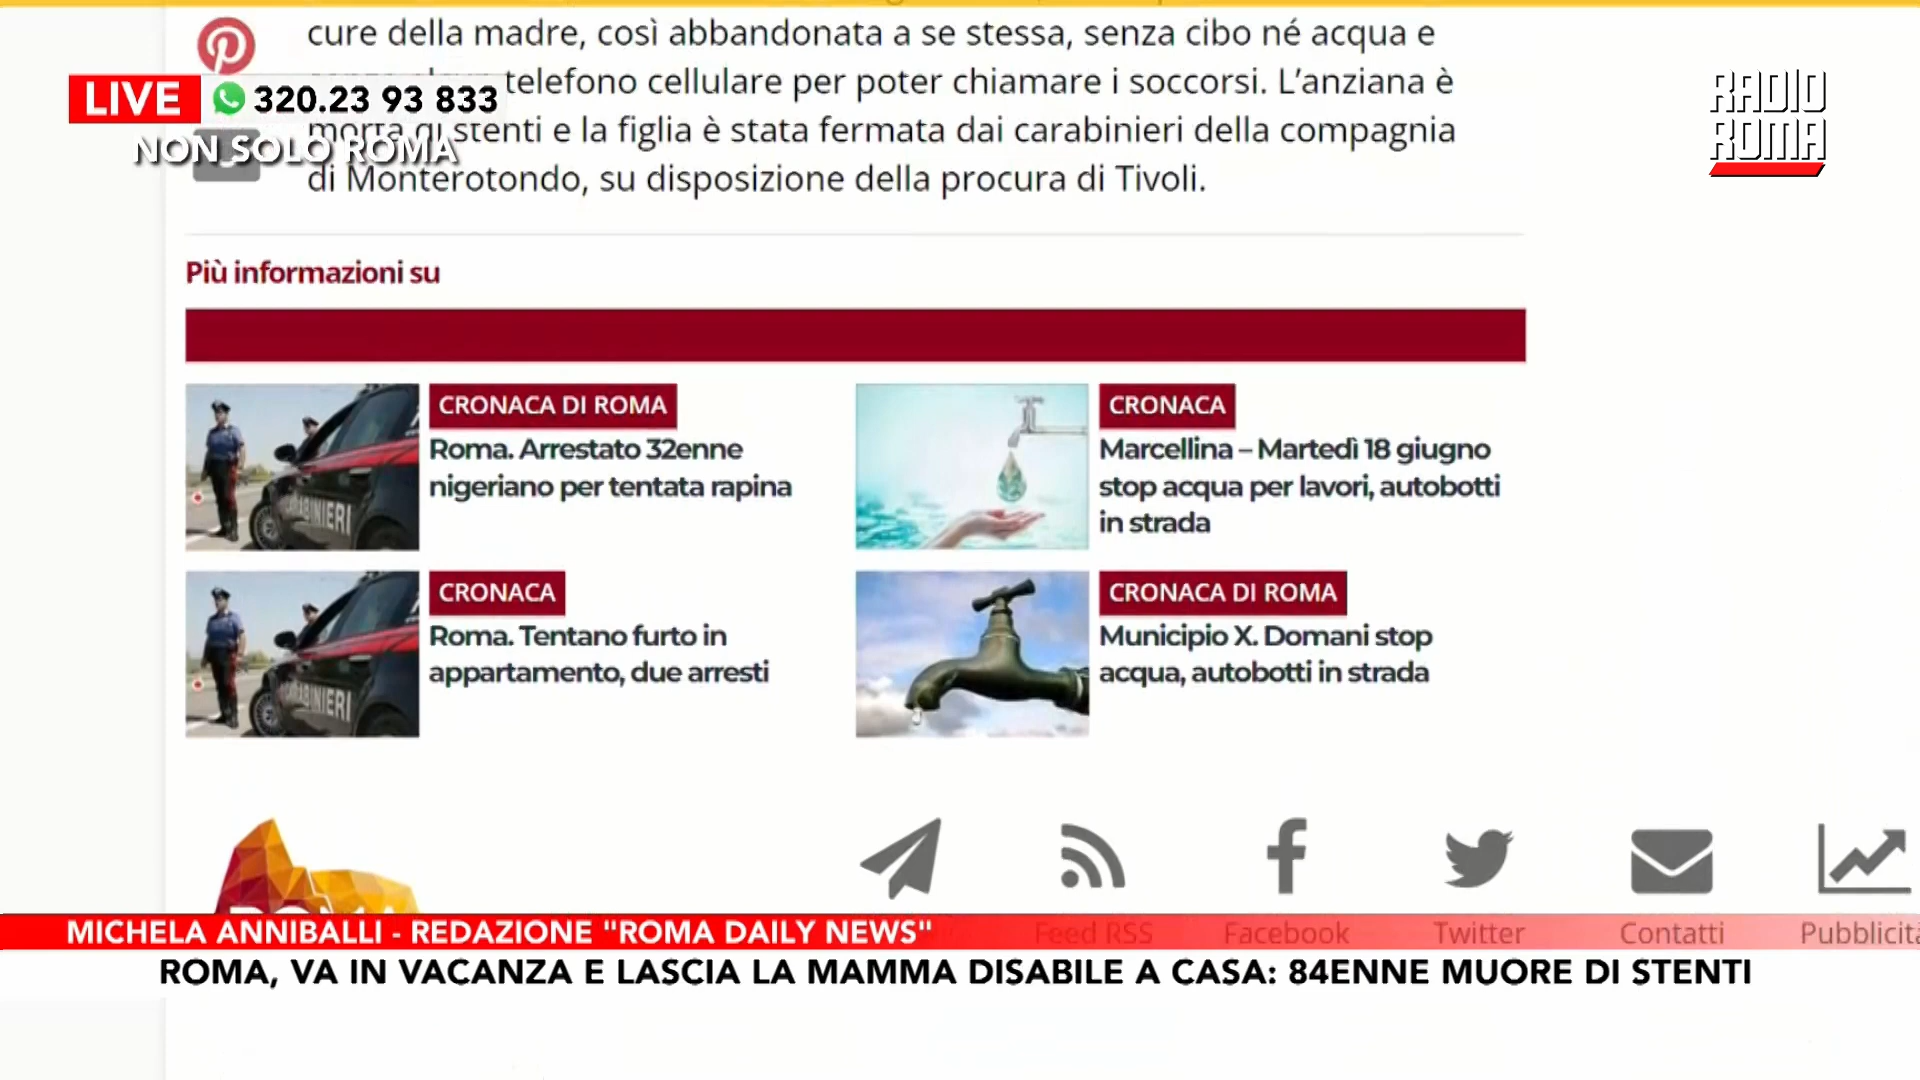 cure della madre, così abbandonata a se stessa, senza cibo né acqua e
telefono cellulare per poter chiamare i soccorsi. L'anziana è
morta di stenti e la figlia è stata fermata dai carabinieri della compagnia
di Monterotondo, su disposizione della procura di Tivoli.
LIVE 320.23 93 833
NON SOLO ROMA
RADIO
ROMA
Più informazioni su
CRONACA DI ROMA
Roma. Arrestato 32enne
nigeriano per tentata rapina
CRONACA
Marcellina – Martedì 18 giugno
stop acqua per lavori, autobotti
in strada
CRONACA
Roma. Tentano furto in
appartamento, due arresti
CRONACA DI ROMA
Municipio X. Domani stop
acqua, autobotti in strada
CARABINIERI
CARABINIERI
Feed RSS
Facebook
Twitter
Contatti
Pubblicità
MICHELA ANNIBALLI - REDAZIONE "ROMA DAILY NEWS"
ROMA, VA IN VACANZA E LASCIA LA MAMMA DISABILE A CASA: 84ENNE MUORE DI STENTI